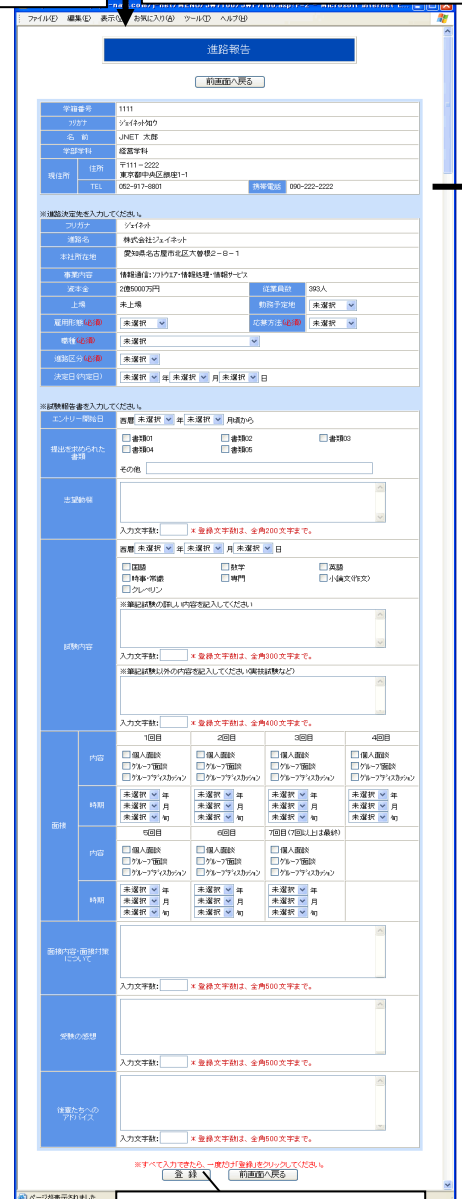 ファイル(F) 編集(E) 表示(V) お気に入り(A) ツール(T) ヘルプ(H)
進路報告
前画面へ戻る
学籍番号 1111
フリガナ ジェイネットタロウ
名 前 JNET 太郎
学部学科 経営学科
現住所 住所 〒111-2222
東京都中央区銀座1-1
TEL 052-917-8801 携帯電話 090-222-2222
※進路決定先を入力してください。
フリガナ ジェイネット
進路名 株式会社ジェイネット
本社所在地 愛知県名古屋市北区大曽根2-8-1
事業内容 情報通信:ソフトウエア・情報処理・情報サービス
資本金 2億5000万円 従業員数 393人
上場 未上場 勤務予定地 未選択
雇用形態(必須) 未選択 応募方法(必須) 未選択
職種(必須) 未選択
進路区分(必須) 未選択
決定日(内定日) 未選択 年 未選択 月 未選択 日
※試験報告書を入力してください。
エントリー開始日 西暦 未選択 年 未選択 月頃から
提出を求められた書類 書類01 書類02 書類03
書類04 書類05
その他
志望動機
入力文字数: *登録文字数は、全角200文字まで。
試験内容 西暦 未選択 年 未選択 月 未選択 日
国語 数学 英語
時事・常識 専門 小論文(作文)
クレペリン
※筆記試験の詳しい内容を記入してください
入力文字数: *登録文字数は、全角300文字まで。
※筆記試験以外の内容を記入してください(実技試験など)
入力文字数: *登録文字数は、全角400文字まで。
面接 1回目 2回目 3回目 4回目
内容 個人面談 個人面談 個人面談 個人面談
グループ面談 グループ面談 グループ面談 グループ面談
グループディスカッション グループディスカッション グループディスカッション グループディスカッション
時期 未選択 年 未選択 年 未選択 年 未選択 年
未選択 月 未選択 月 未選択 月 未選択 月
未選択 旬 未選択 旬 未選択 旬 未選択 旬
5回目 6回目 7回目(7回以上は最終)
内容 個人面談 個人面談 個人面談
グループ面談 グループ面談 グループ面談
グループディスカッション グループディスカッション グループディスカッション
時期 未選択 年 未選択 年 未選択 年
未選択 月 未選択 月 未選択 月
未選択 旬 未選択 旬 未選択 旬
面接内容・面接対策
について
入力文字数: *登録文字数は、全角500文字まで。
受験の感想
入力文字数: *登録文字数は、全角500文字まで。
後輩たちへの
アドバイス
入力文字数: *登録文字数は、全角500文字まで。
※すべて入力できたら、一度だけ「登録」をクリックしてください。
登 録 前画面へ戻る
ページが表示されました